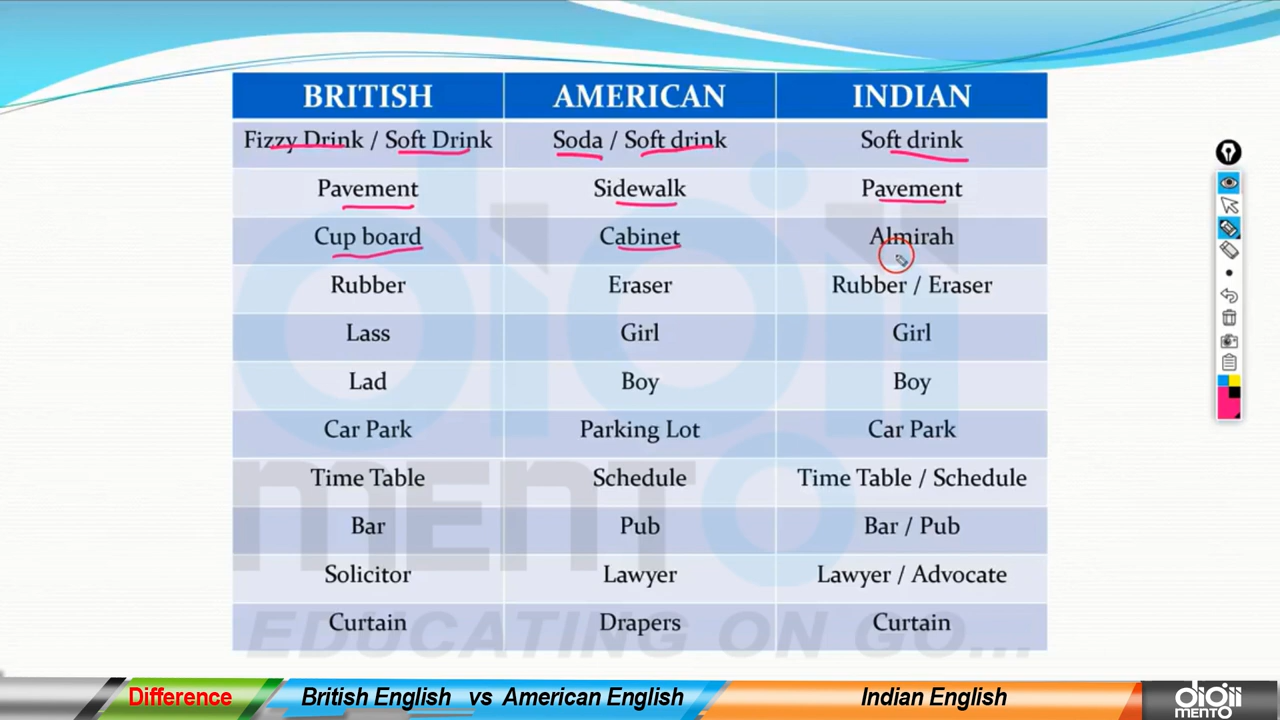 BRITISH AMERICAN INDIAN
Fizzy Drink / Soft Drink Soda / Soft drink Soft drink
Pavement Sidewalk Pavement
Cup board Cabinet Almirah
Rubber Eraser Rubber / Eraser
Lass Girl Girl
Lad Boy Boy
Car Park Parking Lot Car Park
Time Table Schedule Time Table / Schedule
Bar Pub Bar / Pub
Solicitor Lawyer Lawyer / Advocate
Curtain Drapers Curtain
diGii
MENTO
EDUCATING ON GO...
Difference British English vs American English Indian English
diGii
MENTO